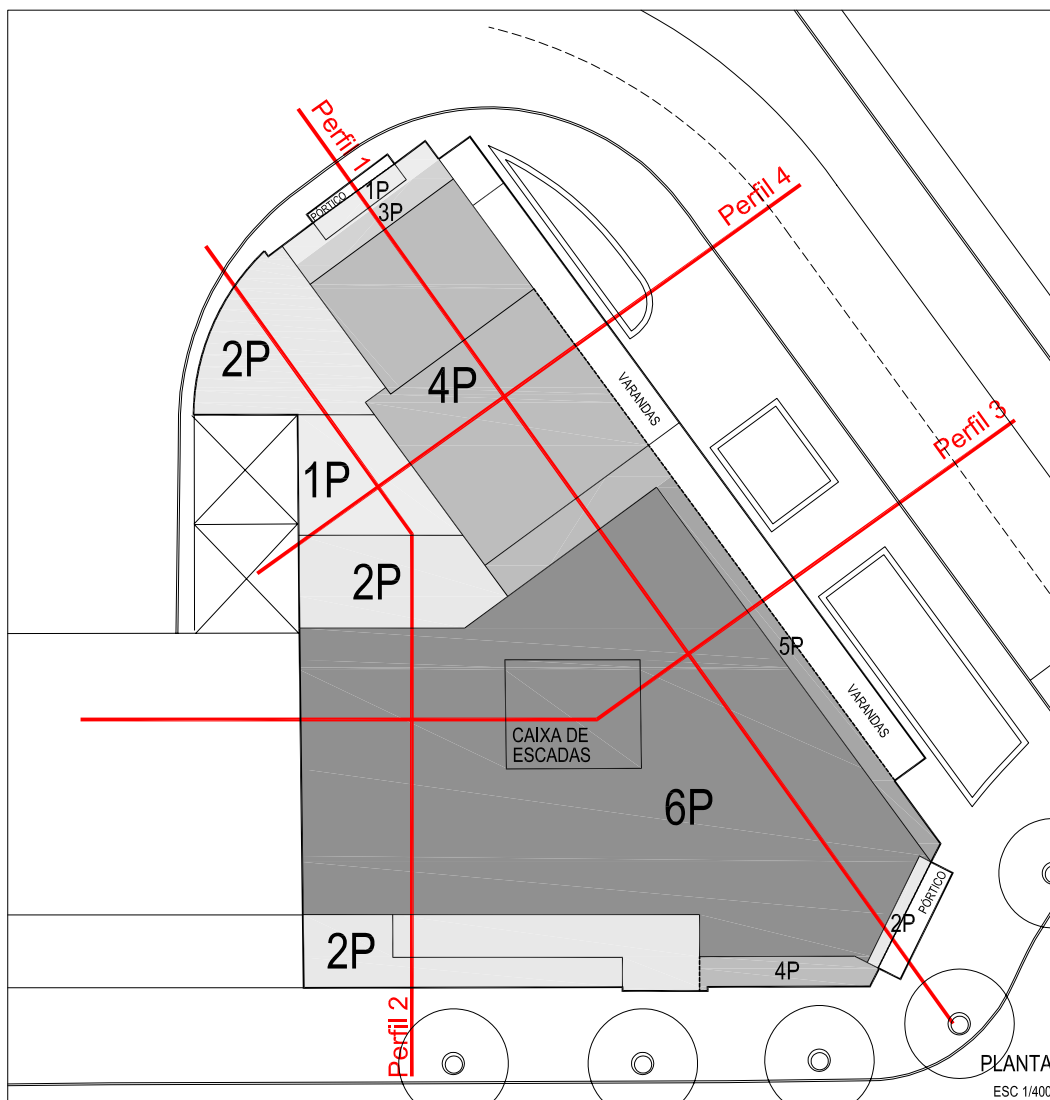 Perfil 1
PÓRTICO
1P
3P
Perfil 4
2P
4P
VARANDAS
Perfil 3
1P
2P
5P
VARANDAS
CAIXA DE
ESCADAS
6P
PÓRTICO
2P
2P
4P
Perfil 2
PLANTA
ESC 1/400